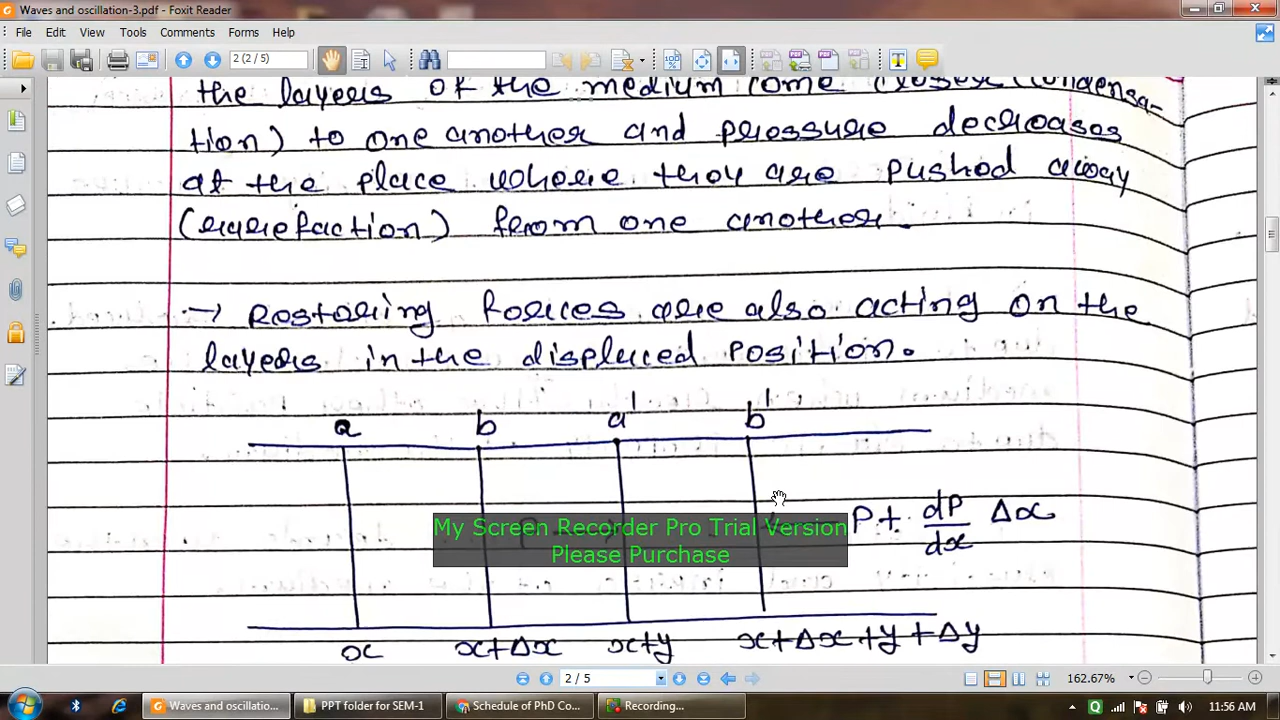 Waves and oscillation-3.pdf - Foxit Reader
File Edit View Tools Comments Forms Help
2 (2 / 5)
the layers of the medium come closer (condensa-
tion) to one another and pressure decreases
at the place where they are pushed away
(rarefaction) from one another.
→ Restoring forces are also acting on the
layers in the displaced position.
a b a' b'
P + dP/dx Δx
My Screen Recorder Pro Trial Version
Please Purchase
x x+Δx x+y x+Δx+y+Δy
2 / 5 162.67%
Waves and oscillatio... PPT folder for SEM-1 Schedule of PhD Co... Recording... 11:56 AM